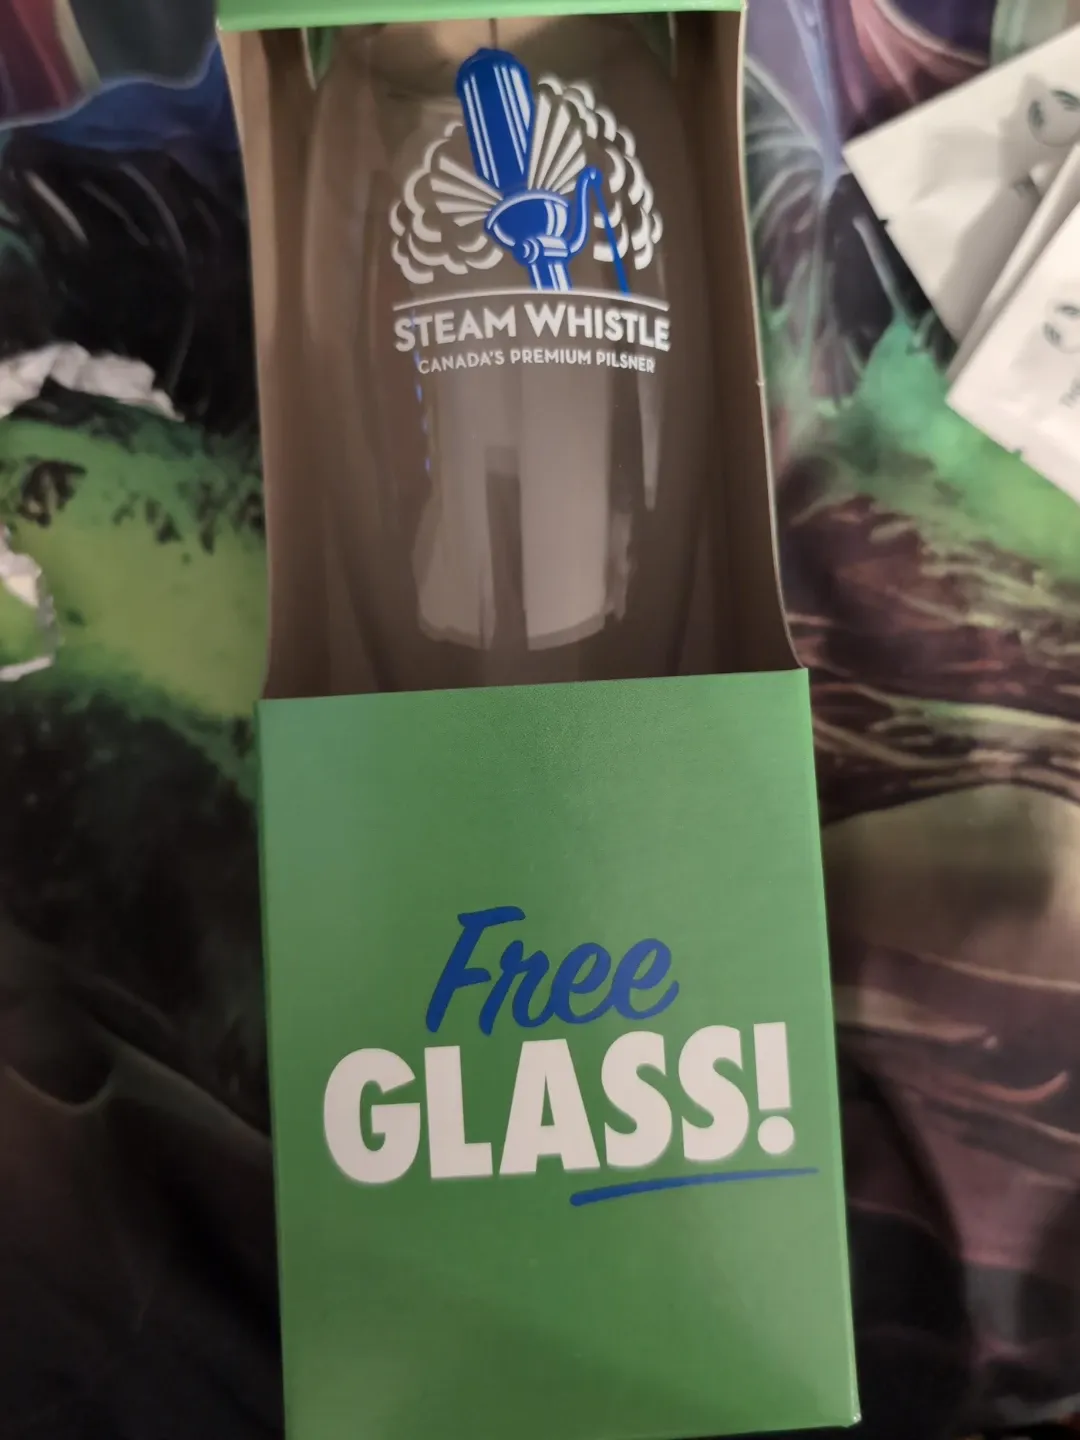 STEAM WHISTLE
CANADA'S PREMIUM PILSNER
Free
GLASS!